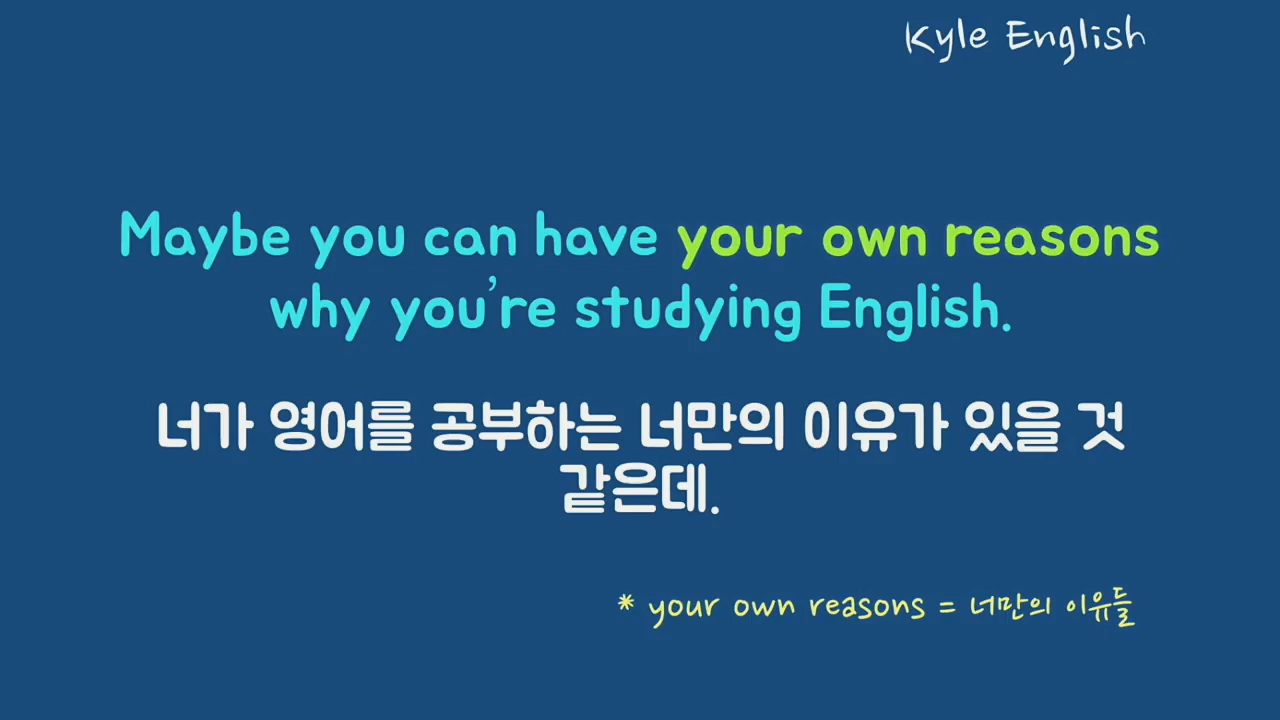 Kyle English
Maybe you can have your own reasons
why you’re studying English.
너가 영어를 공부하는 너만의 이유가 있을 것
같은데.
* your own reasons = 너만의 이유들